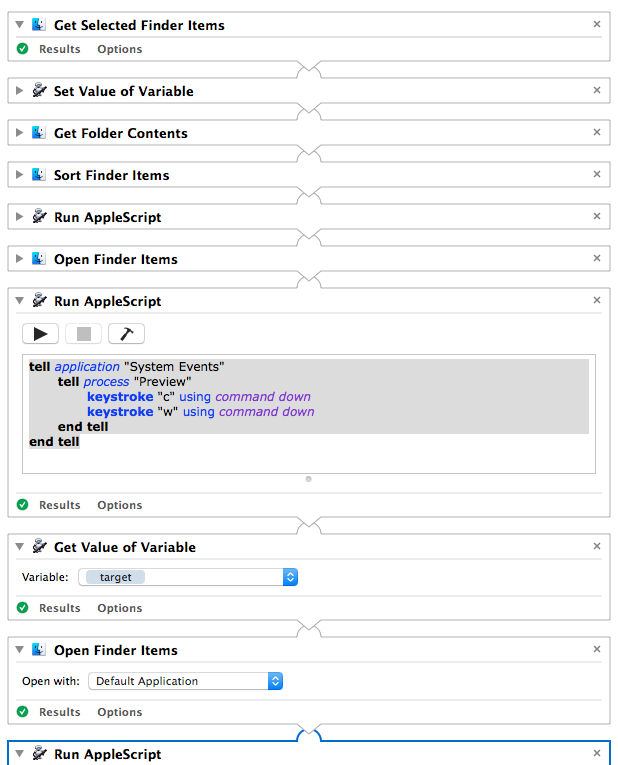 Get Selected Finder Items
Results Options
Set Value of Variable
Get Folder Contents
Sort Finder Items
Run AppleScript
Open Finder Items
Run AppleScript
tell application "System Events"
tell process "Preview"
keystroke "c" using command down
keystroke "w" using command down
end tell
end tell
Results Options
Get Value of Variable
Variable: target
Results Options
Open Finder Items
Open with: Default Application
Results Options
Run AppleScript